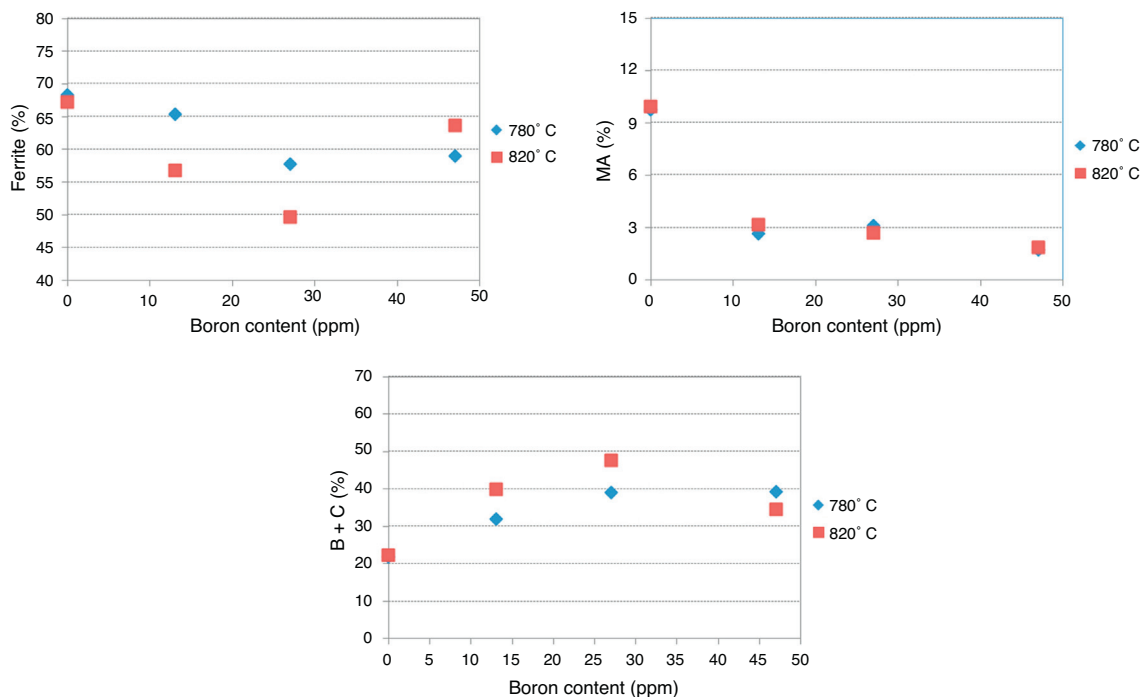 80
75
70
65
60
55
50
45
40
Ferrite (%)
0 10 20 30 40 50
Boron content (ppm)
780° C
820° C
15
12
9
6
3
0
MA (%)
0 10 20 30 40 50
Boron content (ppm)
780° C
820° C
70
60
50
40
30
20
10
0
B + C (%)
0 5 10 15 20 25 30 35 40 45 50
Boron content (ppm)
780° C
820° C